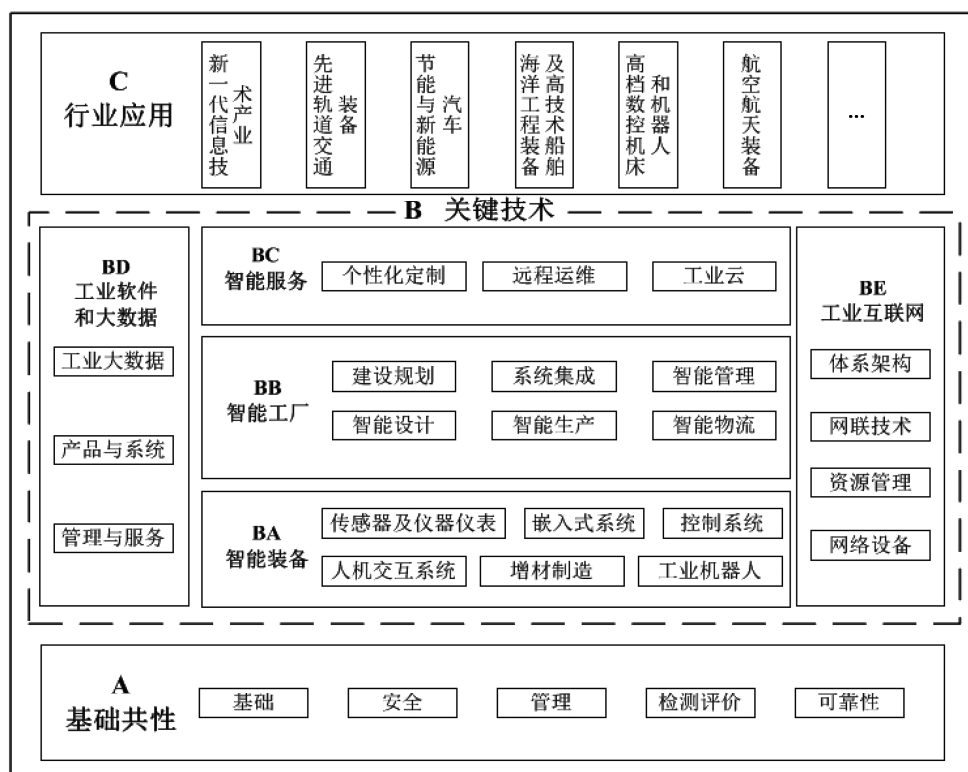 C
行业应用
新一代信息技
术产业
先进轨道交通
装备
节能与新能源
汽车
海洋工程装备
及高技术船舶
高档数控机床
和机器人
航空航天装备
...
B 关键技术
BD
工业软件
和大数据
工业大数据
产品与系统
管理与服务
BC
智能服务
个性化定制 远程运维 工业云
BB
智能工厂
建设规划 系统集成 智能管理
智能设计 智能生产 智能物流
BA
智能装备
传感器及仪器仪表 嵌入式系统 控制系统
人机交互系统 增材制造 工业机器人
BE
工业互联网
体系架构
网联技术
资源管理
网络设备
A
基础共性
基础 安全 管理 检测评价 可靠性